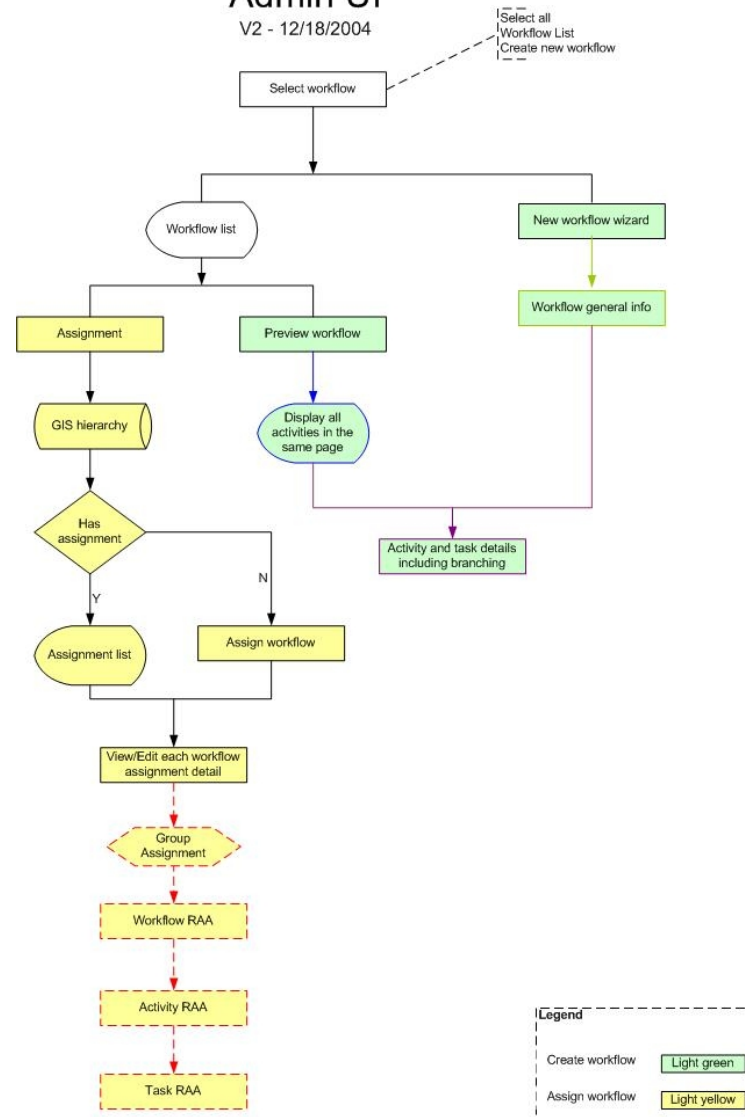 Admin UI
V2 - 12/18/2004
Select all
Workflow List
Create new workflow
Select workflow
Workflow list
New workflow wizard
Workflow general info
Assignment
Preview workflow
GIS hierarchy
Display all
activities in the
same page
Has
assignment
Activity and task details
including branching
Y
N
Assignment list
Assign workflow
View/Edit each workflow
assignment detail
Group
Assignment
Workflow RAA
Activity RAA
Task RAA
Legend
Create workflow
Light green
Assign workflow
Light yellow